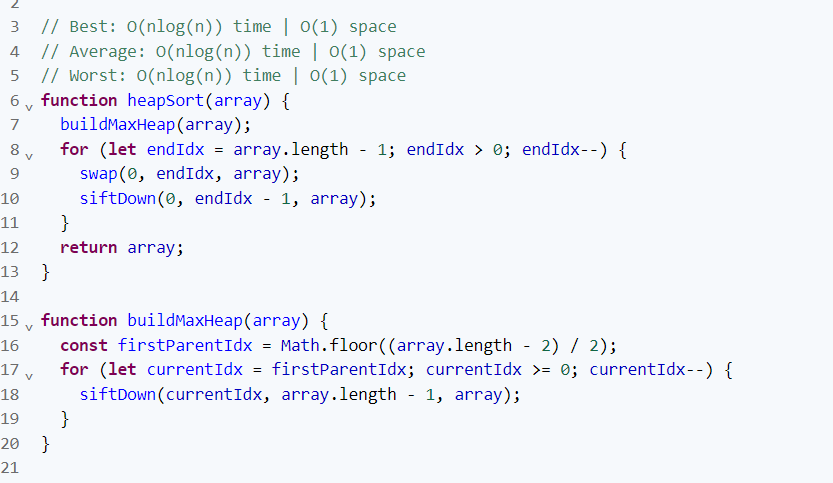 2
3 // Best: O(nlog(n)) time | O(1) space
4 // Average: O(nlog(n)) time | O(1) space
5 // Worst: O(nlog(n)) time | O(1) space
6 v function heapSort(array) {
7 buildMaxHeap(array);
8 v for (let endIdx = array.length - 1; endIdx > 0; endIdx--) {
9 swap(0, endIdx, array);
10 siftDown(0, endIdx - 1, array);
11 }
12 return array;
13 }
14
15 v function buildMaxHeap(array) {
16 const firstParentIdx = Math.floor((array.length - 2) / 2);
17 v for (let currentIdx = firstParentIdx; currentIdx >= 0; currentIdx--) {
18 siftDown(currentIdx, array.length - 1, array);
19 }
20 }
21